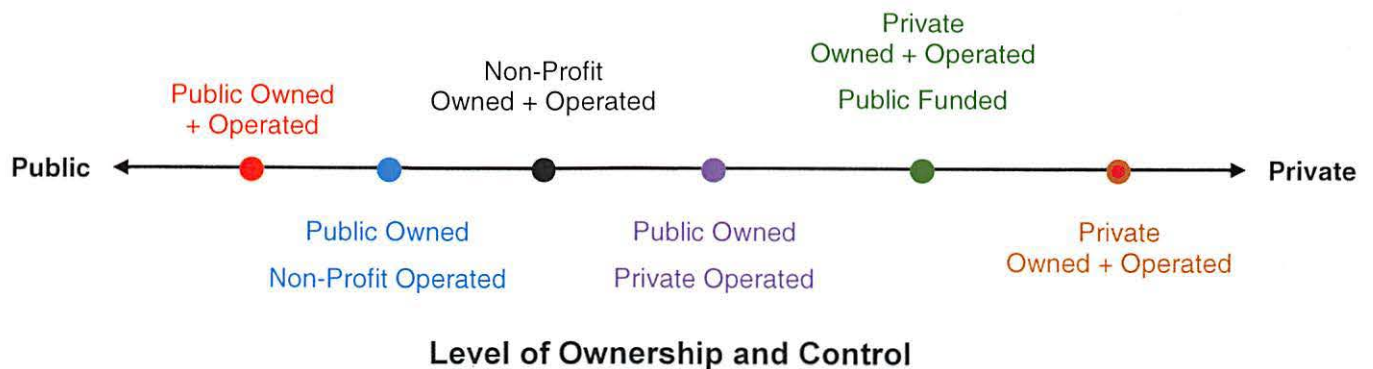 Private
Owned + Operated
Public Funded
Non-Profit
Owned + Operated
Public Owned
+ Operated
Public
Private
Public Owned
Non-Profit Operated
Public Owned
Private Operated
Private
Owned + Operated
Level of Ownership and Control